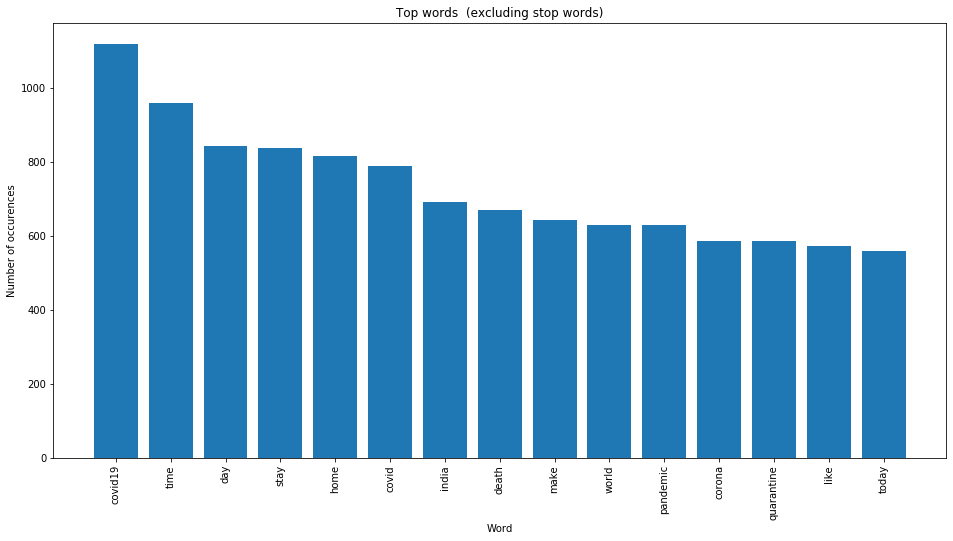 Top words  (excluding stop words)
Number of occurences
1000
800
600
400
200
0
covid19
time
day
stay
home
covid
india
death
make
world
pandemic
corona
quarantine
like
today
Word